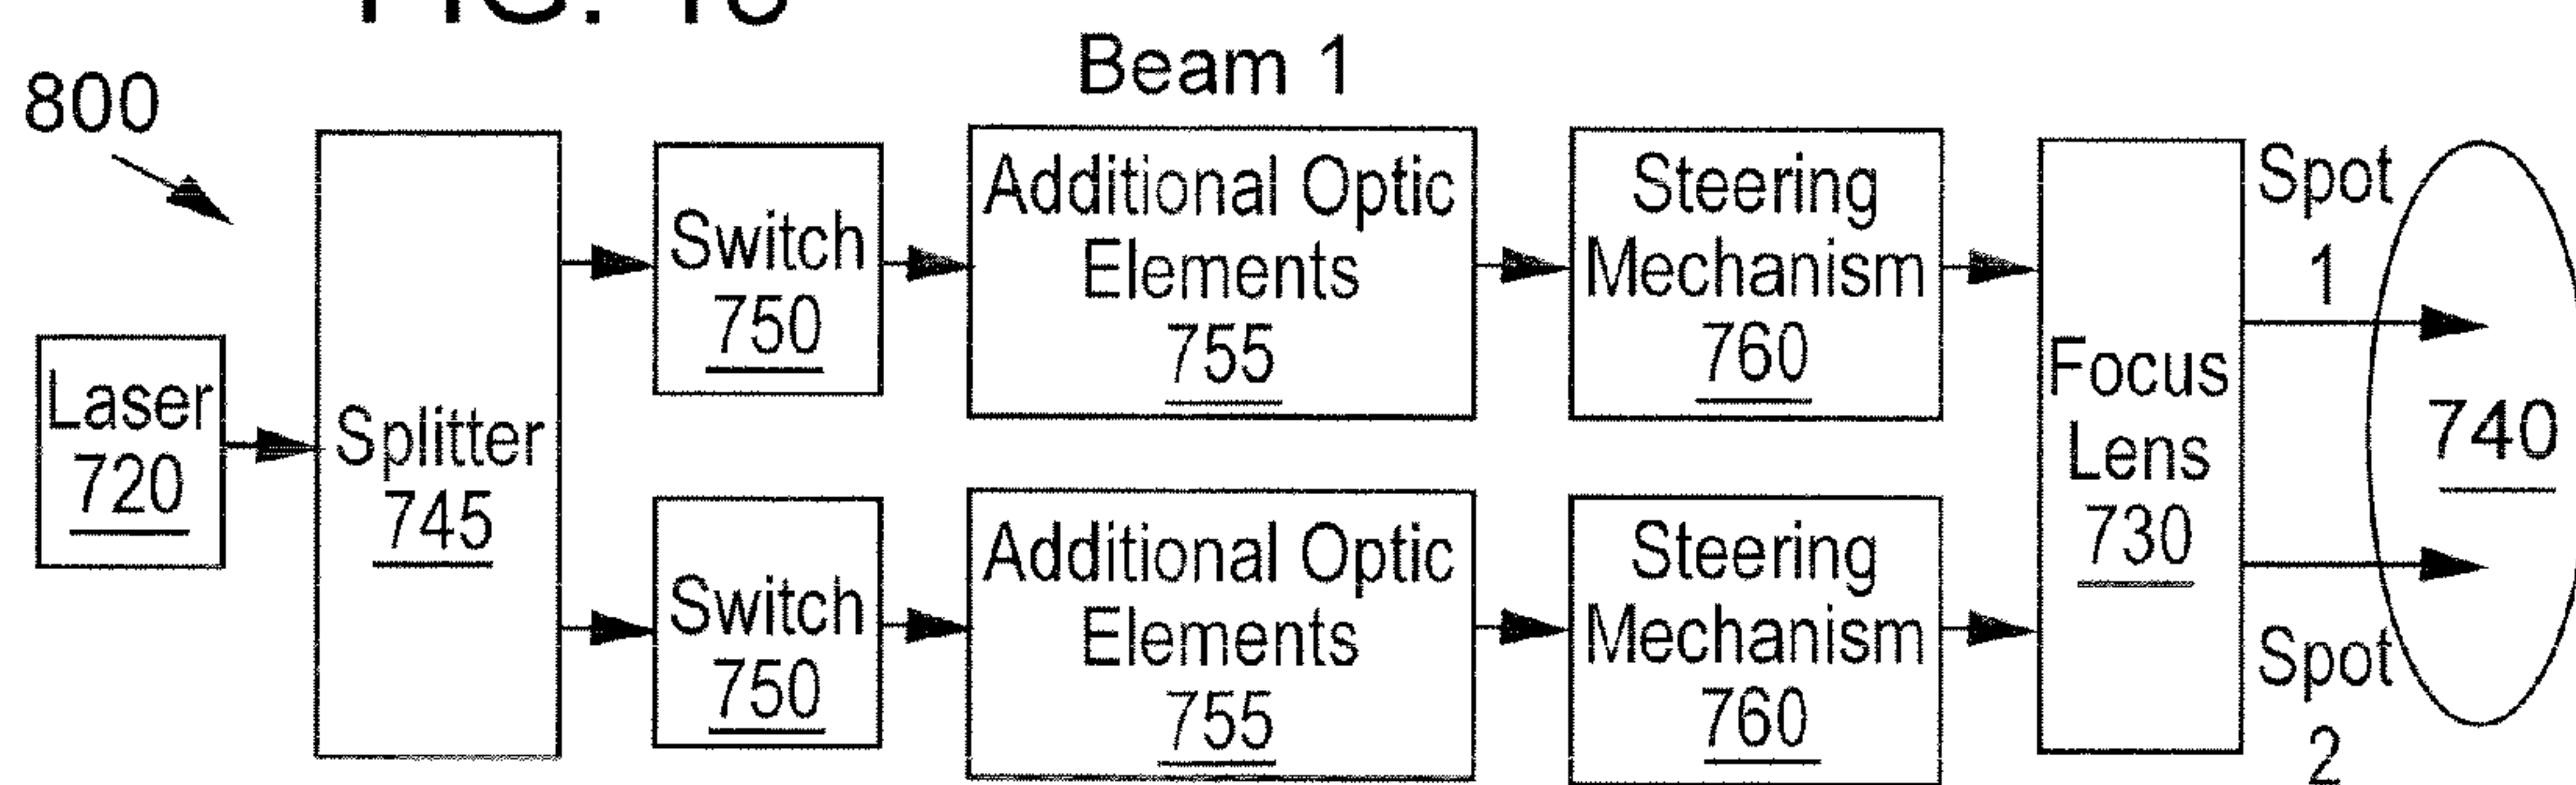 800
Beam 1
Laser
720
Splitter
745
Switch
750
Additional Optic
Elements
755
Steering
Mechanism
760
Switch
750
Additional Optic
Elements
755
Steering
Mechanism
760
Focus
Lens
730
Spot
1
740
Spot
2